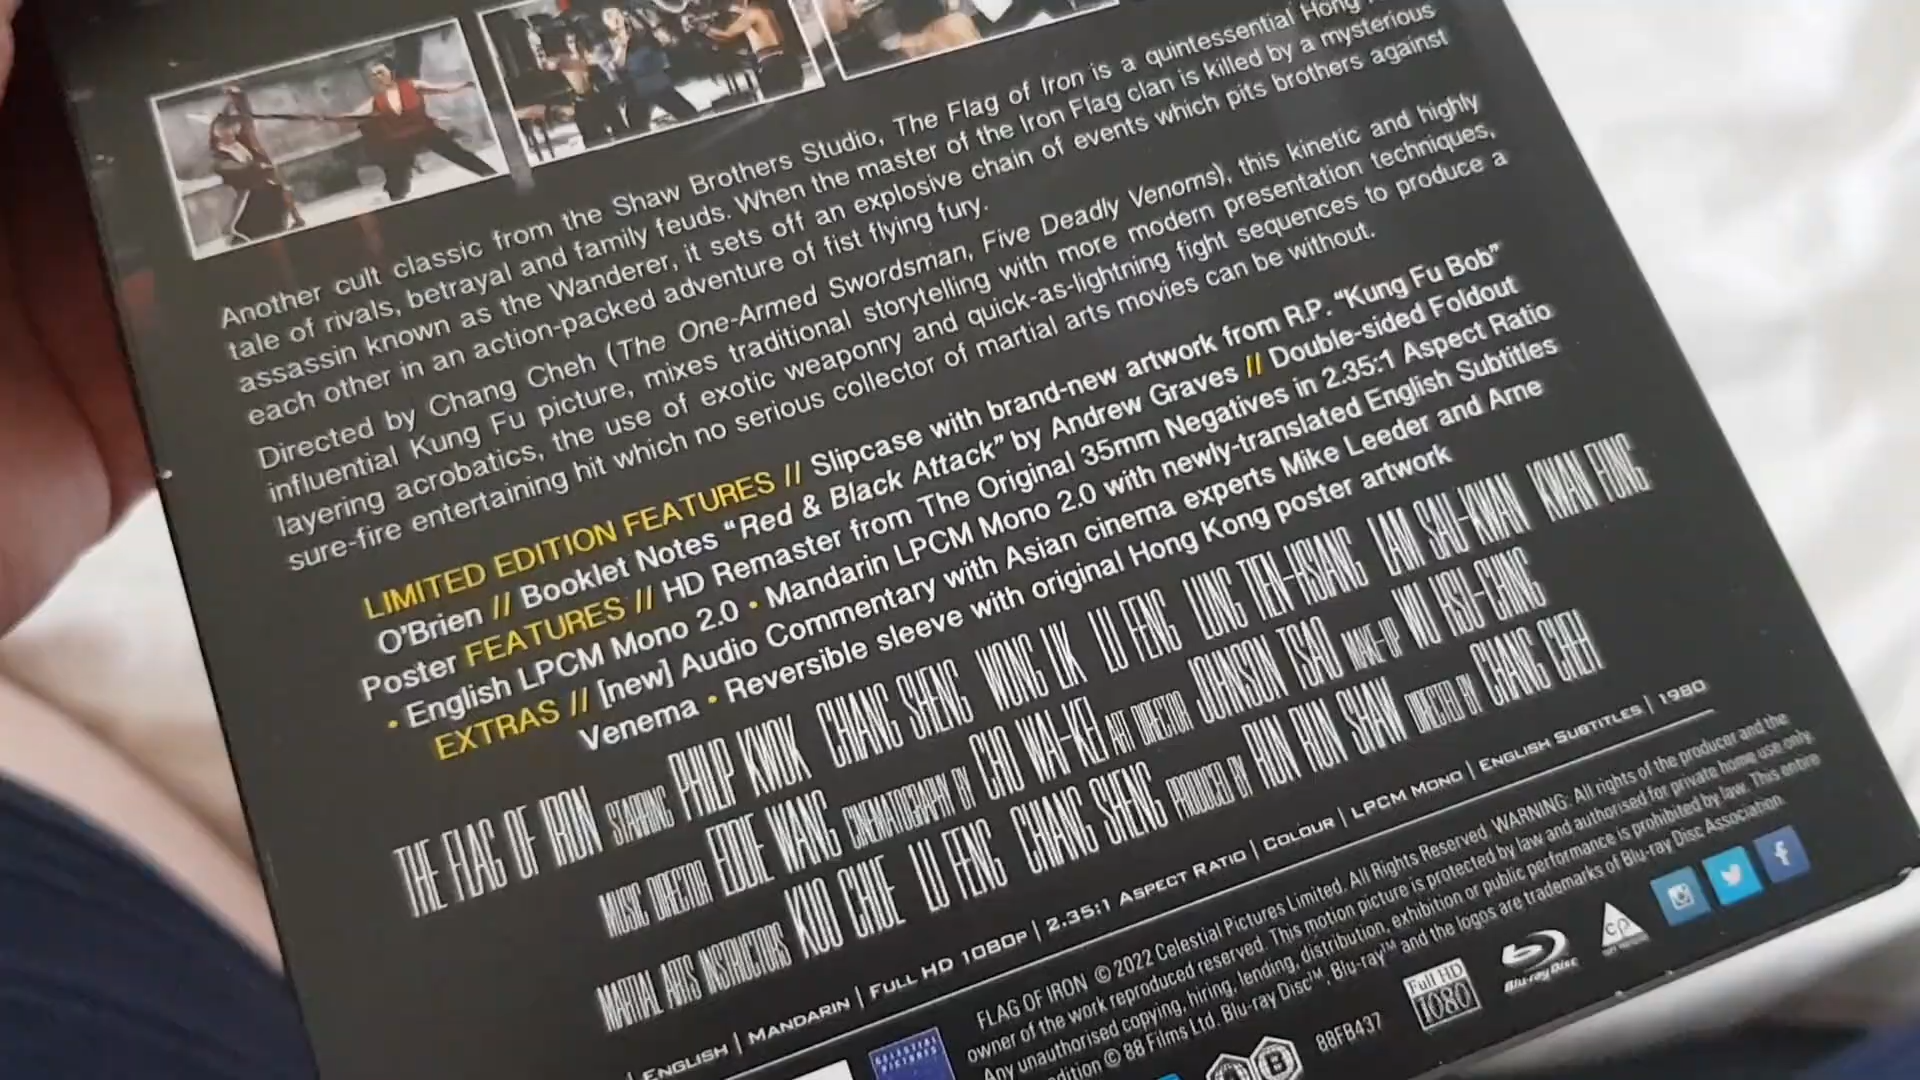 Another cult classic from the Shaw Brothers Studio, The Flag of Iron is a quintessential Hong
tale of rivals, betrayal and family feuds. When the master of the Iron Flag clan is killed by a mysterious
assassin known as the Wanderer, it sets off an explosive chain of events which pits brothers against
each other in an action-packed adventure of fist flying fury.
Directed by Chang Cheh (The One-Armed Swordsman, Five Deadly Venoms), this kinetic and highly
influential Kung Fu picture, mixes traditional storytelling with more modern presentation techniques,
layering acrobatics, the use of exotic weaponry and quick-as-lightning fight sequences to produce a
sure-fire entertaining hit which no serious collector of martial arts movies can be without.
LIMITED EDITION FEATURES // Slipcase with brand-new artwork from R.P. “Kung Fu Bob”
O'Brien // Booklet Notes “Red & Black Attack” by Andrew Graves // Double-sided Foldout
Poster FEATURES // HD Remaster from The Original 35mm Negatives in 2.35:1 Aspect Ratio
• English LPCM Mono 2.0 • Mandarin LPCM Mono 2.0 with newly-translated English Subtitles
EXTRAS // [new] Audio Commentary with Asian cinema experts Mike Leeder and Arne
Venema • Reversible sleeve with original Hong Kong poster artwork
THE FLAG OF IRON STARRING PHILIP KWOK CHANG SHENG WONG LIK LU FENG LUNG TIEN-HSIANG LAM SAU-KWAN KWAN FUNG
MUSIC DIRECTOR EDDIE WANG CINEMATOGRAPHY BY CHO WAI-KEI ART DIRECTOR JOHNSON TSAO MAKE-UP WU HSU-CHING
MARTIAL ARTS INSTRUCTORS KUO CHUE LU FENG CHANG SHENG PRODUCED BY RUN RUN SHAW DIRECTED BY CHANG CHEH
ENGLISH | MANDARIN | FULL HD 1080P | 2.35:1 ASPECT RATIO | COLOUR | LPCM MONO | ENGLISH SUBTITLES | 1980
FLAG OF IRON © 2022 Celestial Pictures Limited. All Rights Reserved. WARNING: All rights of the producer and the
owner of the work reproduced reserved. This motion picture is protected by law and authorised for private home use only.
Any unauthorised copying, hiring, lending, distribution, exhibition or public performance is prohibited by law. This entire
edition © 88 Films Ltd. Blu-ray Disc™, Blu-ray™ and the logos are trademarks of Blu-ray Disc Association.
CELESTIAL
PICTURES
B
88FB437
Full HD
1080
Blu-ray Disc
cp
f